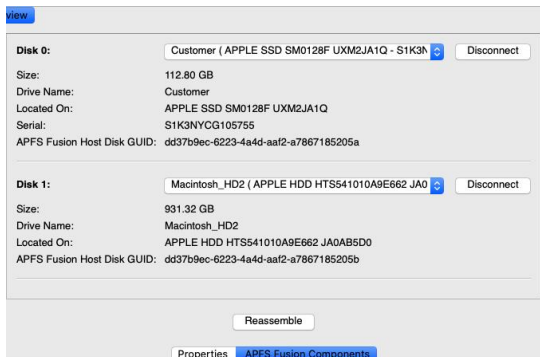 view
Disk 0: Customer ( APPLE SSD SM0128F UXM2JA1Q - S1K3N Disconnect
Size: 112.80 GB
Drive Name: Customer
Located On: APPLE SSD SM0128F UXM2JA1Q
Serial: S1K3NYCG105755
APFS Fusion Host Disk GUID: dd37b9ec-6223-4a4d-aaf2-a7867185205a
Disk 1: Macintosh_HD2 ( APPLE HDD HTS541010A9E662 JA0 Disconnect
Size: 931.32 GB
Drive Name: Macintosh_HD2
Located On: APPLE HDD HTS541010A9E662 JA0AB5D0
APFS Fusion Host Disk GUID: dd37b9ec-6223-4a4d-aaf2-a7867185205b
Reassemble
Properties APFS Fusion Components